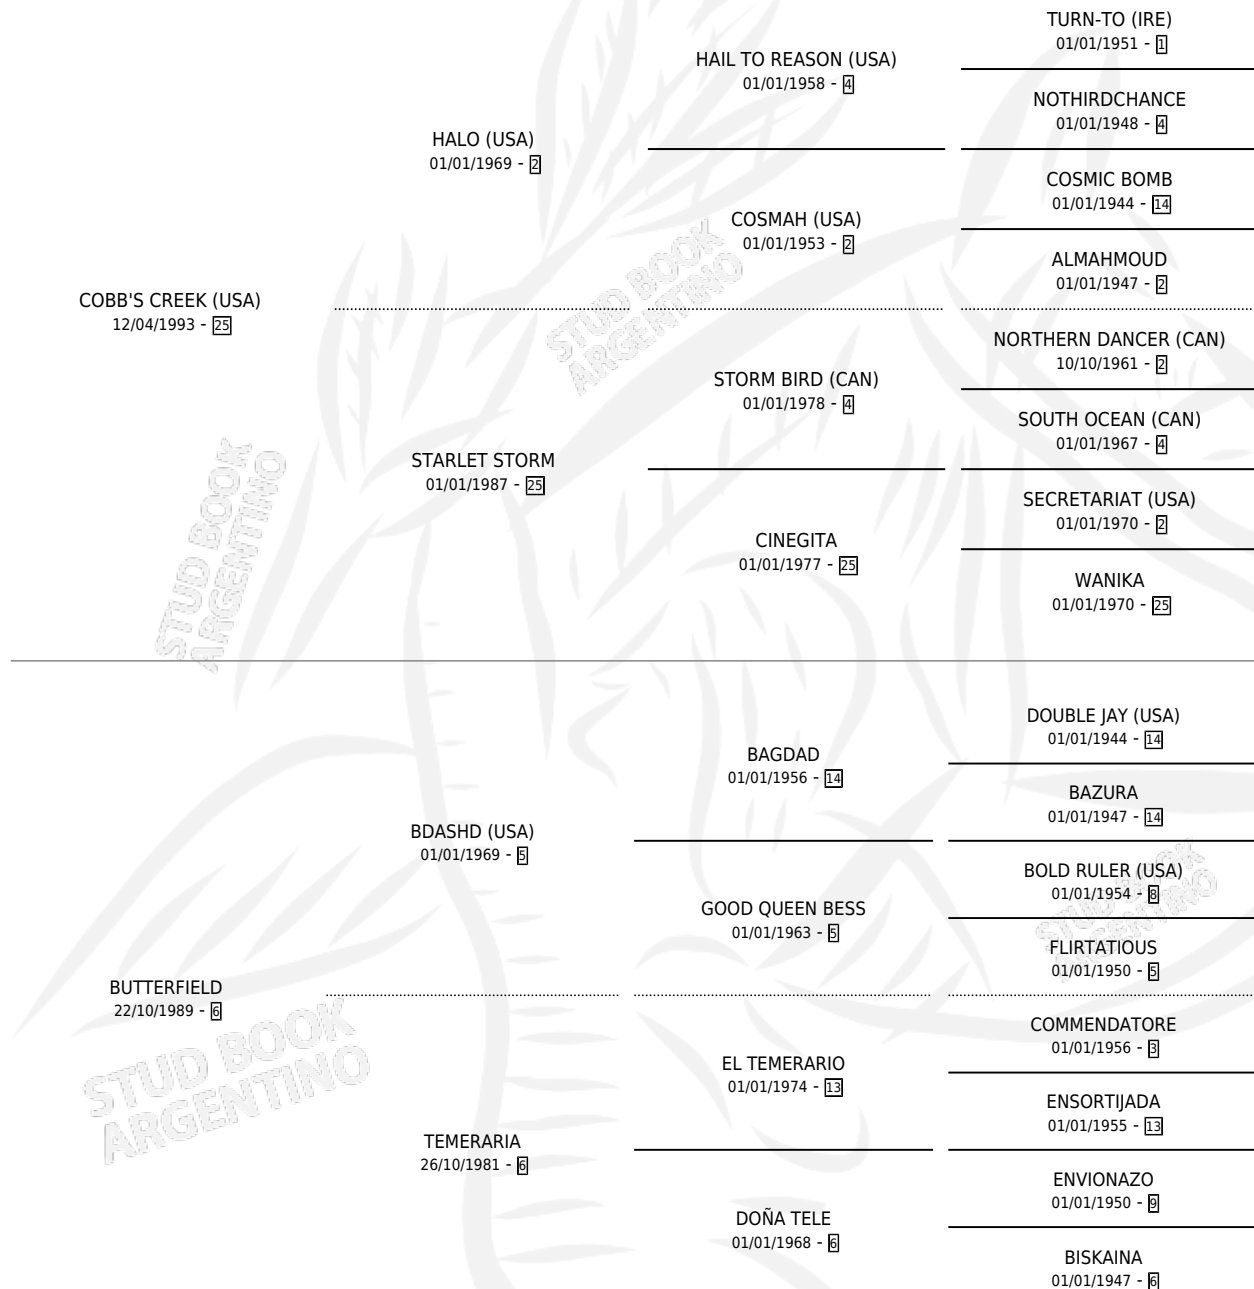 COBB'S CREEK (USA)
12/04/1993 - 25
HALO (USA)
01/01/1969 - 2
HAIL TO REASON (USA)
01/01/1958 - 4
TURN-TO (IRE)
01/01/1951 - 1
NOTHIRDCHANCE
01/01/1948 - 4
COSMAH (USA)
01/01/1953 - 2
COSMIC BOMB
01/01/1944 - 14
ALMAHMOUD
01/01/1947 - 2
STARLET STORM
01/01/1987 - 25
STORM BIRD (CAN)
01/01/1978 - 4
NORTHERN DANCER (CAN)
10/10/1961 - 2
SOUTH OCEAN (CAN)
01/01/1967 - 4
CINEGITA
01/01/1977 - 25
SECRETARIAT (USA)
01/01/1970 - 2
WANIKA
01/01/1970 - 25
BUTTERFIELD
22/10/1989 - 6
BDASHD (USA)
01/01/1969 - 5
BAGDAD
01/01/1956 - 14
DOUBLE JAY (USA)
01/01/1944 - 14
BAZURA
01/01/1947 - 14
GOOD QUEEN BESS
01/01/1963 - 5
BOLD RULER (USA)
01/01/1954 - 8
FLIRTATIOUS
01/01/1950 - 5
TEMERARIA
26/10/1981 - 6
EL TEMERARIO
01/01/1974 - 13
COMMENDATORE
01/01/1956 - 3
ENSORTIJADA
01/01/1955 - 13
DOÑA TELE
01/01/1968 - 6
ENVIONAZO
01/01/1950 - 9
BISKAINA
01/01/1947 - 6
STUD BOOK
ARGENTINO
STUD BOOK
ARGENTINO
STUD BOOK
ARGENTINO
STUD BOOK
ARGENTINO